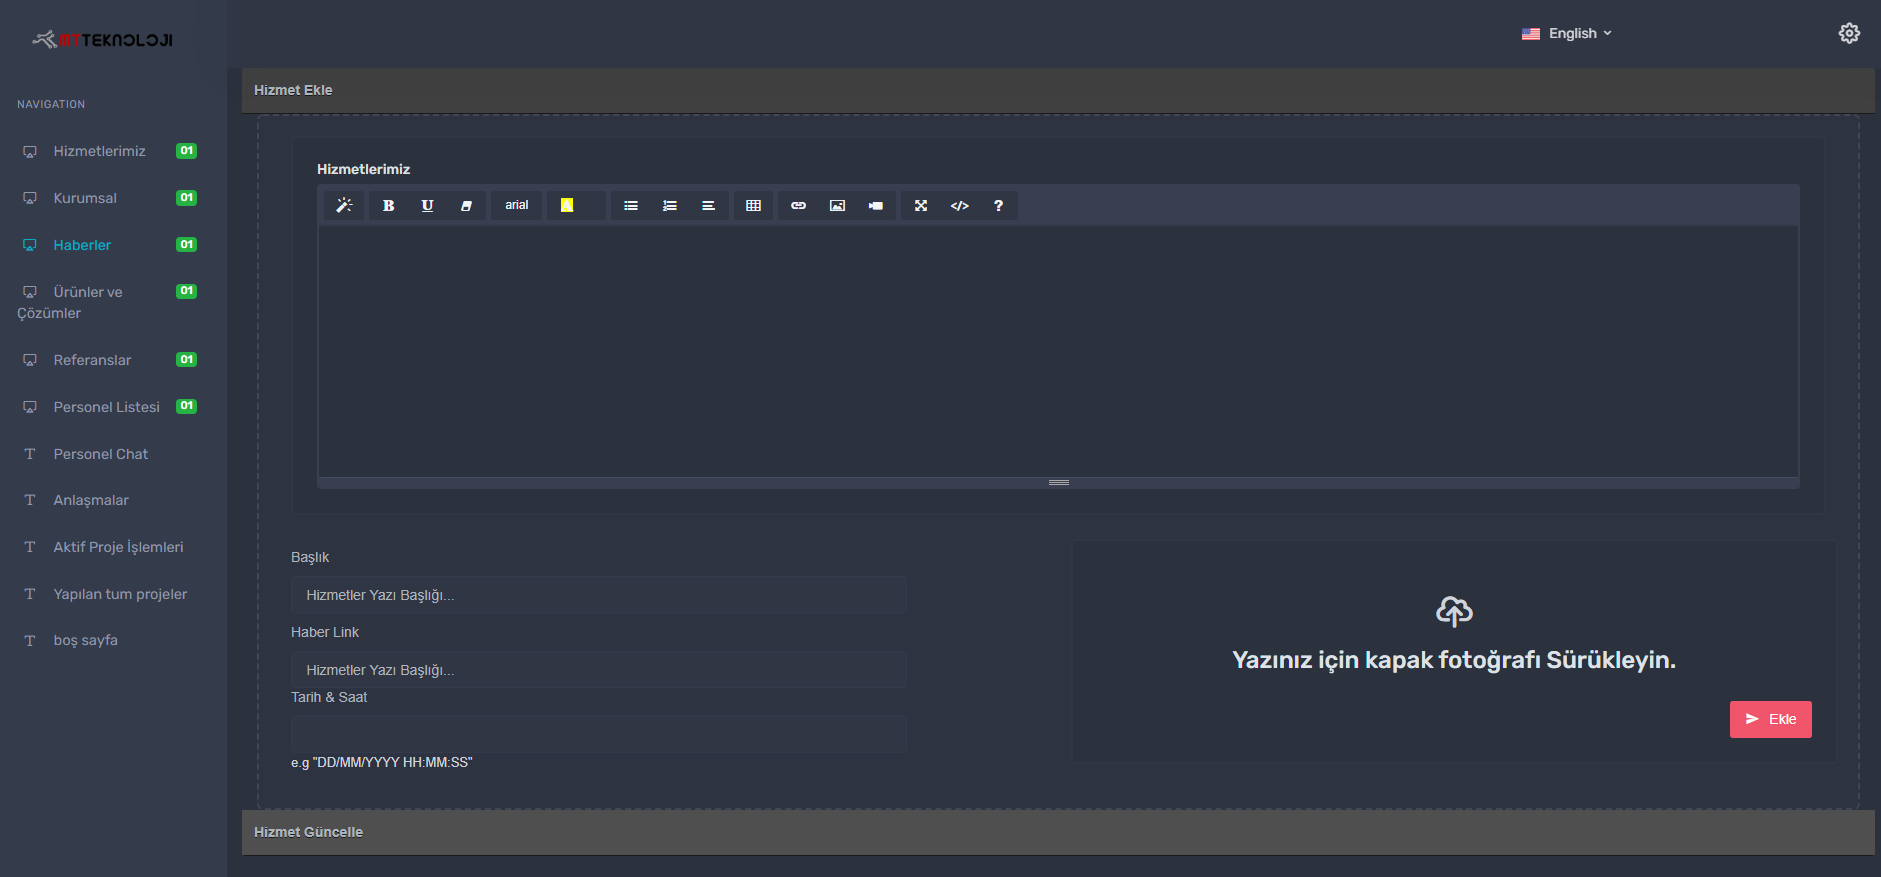 MTTEKNOLOJI
English
NAVIGATION
Hizmetlerimiz 01
Kurumsal 01
Haberler 01
Ürünler ve 01
Çözümler
Referanslar 01
Personel Listesi 01
Personel Chat
Anlaşmalar
Aktif Proje İşlemleri
Yapılan tum projeler
boş sayfa
Hizmet Ekle
Hizmetlerimiz
B U arial A </> ?
Başlık
Hizmetler Yazı Başlığı...
Haber Link
Hizmetler Yazı Başlığı...
Tarih & Saat
e.g "DD/MM/YYYY HH:MM:SS"
Yazınız için kapak fotoğrafı Sürükleyin.
Ekle
Hizmet Güncelle